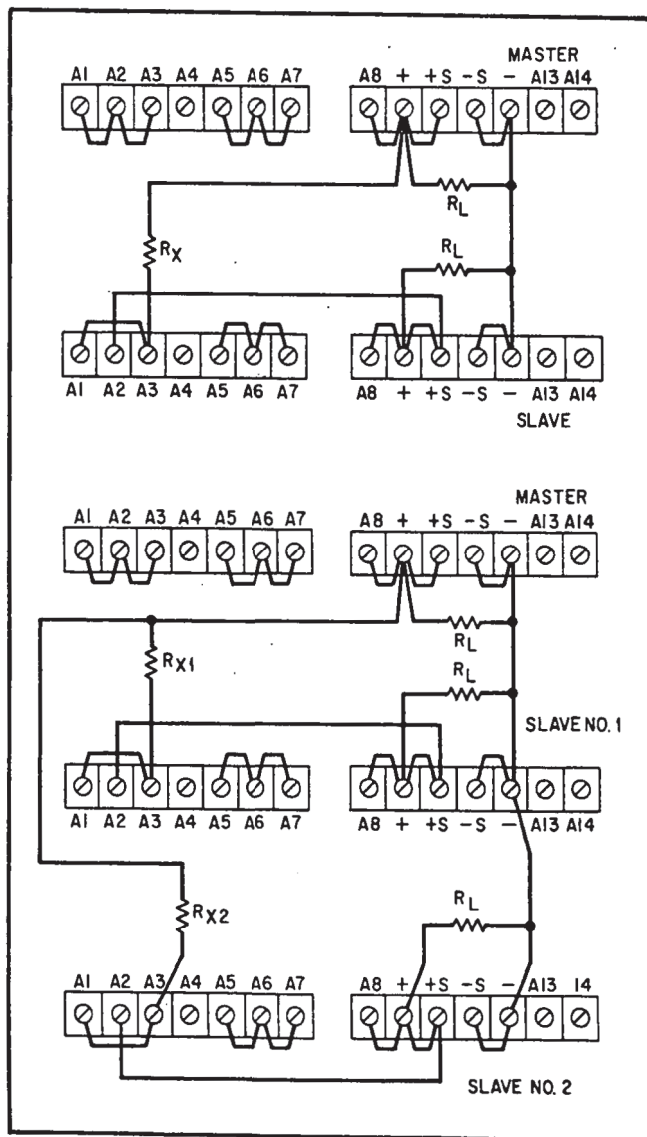 MASTER
A1 A2 A3 A4 A5 A6 A7 A8 + +S -S - A13 A14
RL
RX
RL
A1 A2 A3 A4 A5 A6 A7 A8 + +S -S - A13 A14
SLAVE
MASTER
A1 A2 A3 A4 A5 A6 A7 A8 + +S -S - A13 A14
RL
RX1
RL
SLAVE NO. 1
A1 A2 A3 A4 A5 A6 A7 A8 + +S -S - A13 A14
RL
RX2
A1 A2 A3 A4 A5 A6 A7 A8 + +S -S - A13 I4
SLAVE NO. 2